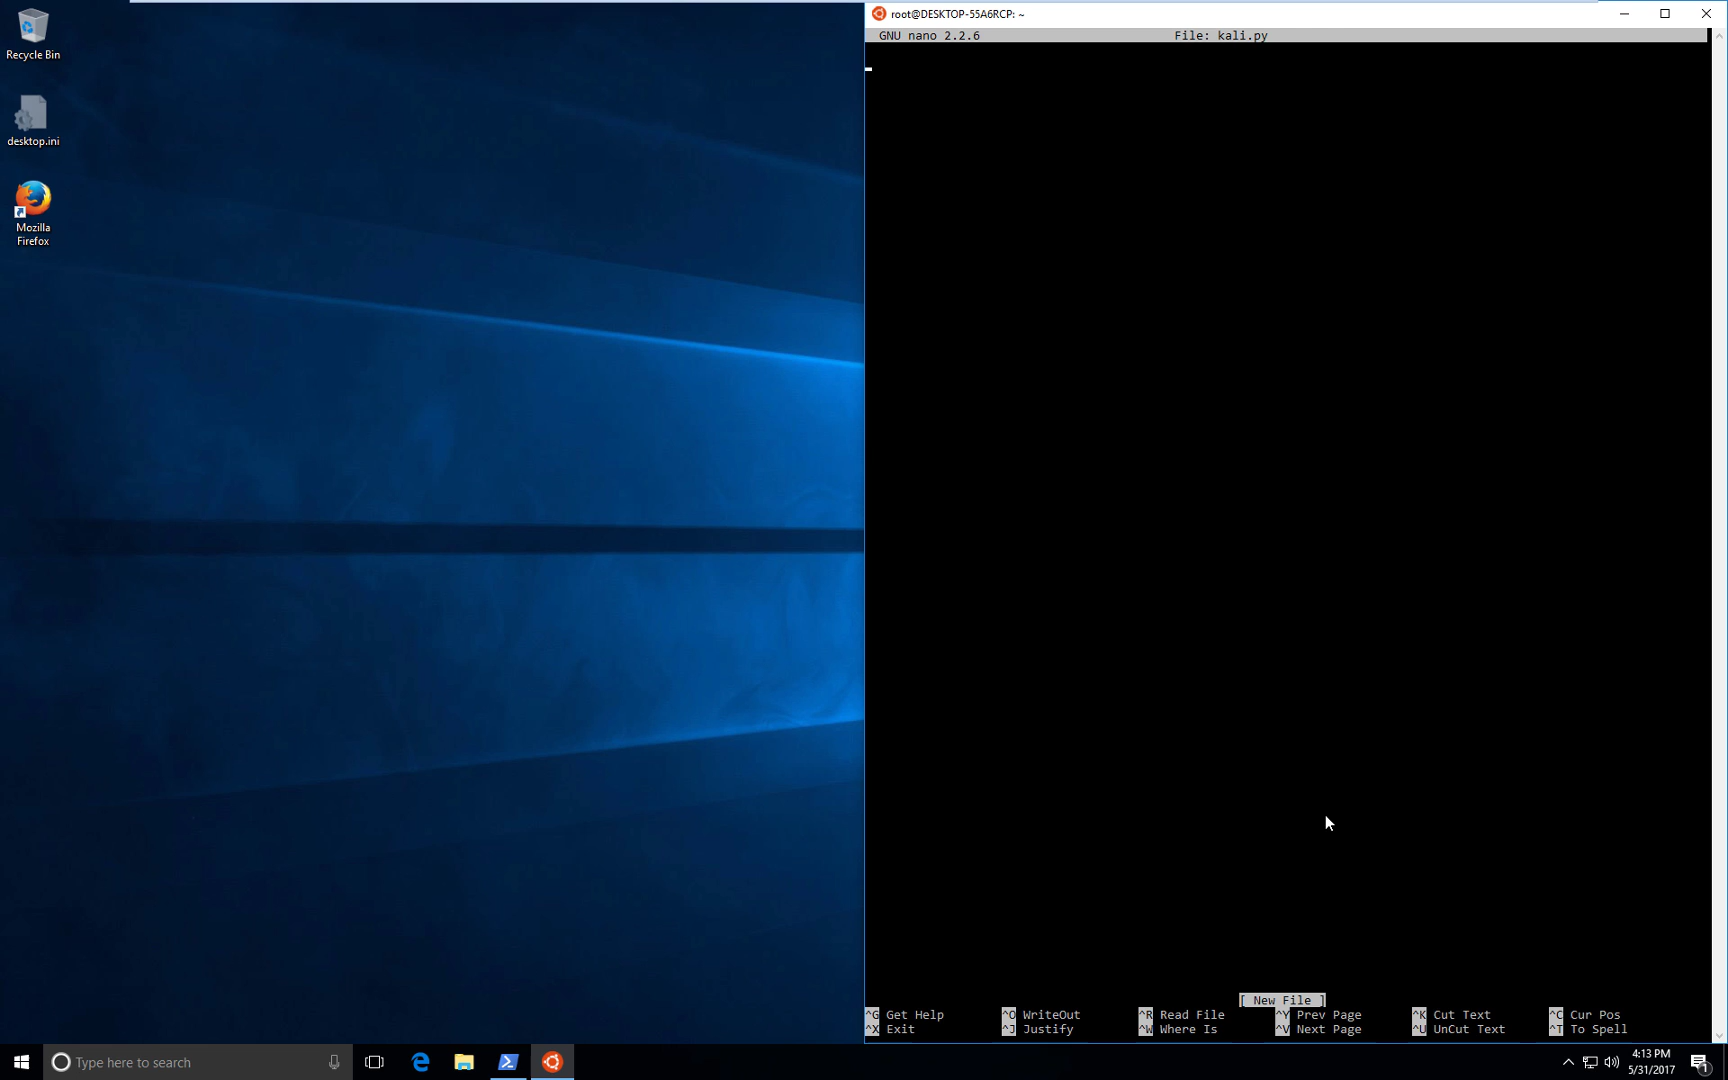 Recycle Bin
desktop.ini
Mozilla
Firefox
root@DESKTOP-55A6RCP: ~
GNU nano 2.2.6 File: kali.py
[ New File ]
^G Get Help ^O WriteOut ^R Read File ^Y Prev Page ^K Cut Text ^C Cur Pos
^X Exit ^J Justify ^W Where Is ^V Next Page ^U UnCut Text ^T To Spell
Type here to search
4:13 PM
5/31/2017
1